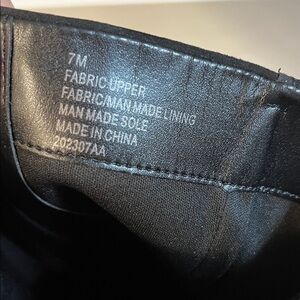 7M
FABRIC UPPER
FABRIC/MAN MADE LINING
MAN MADE SOLE
MADE IN CHINA
202307AA